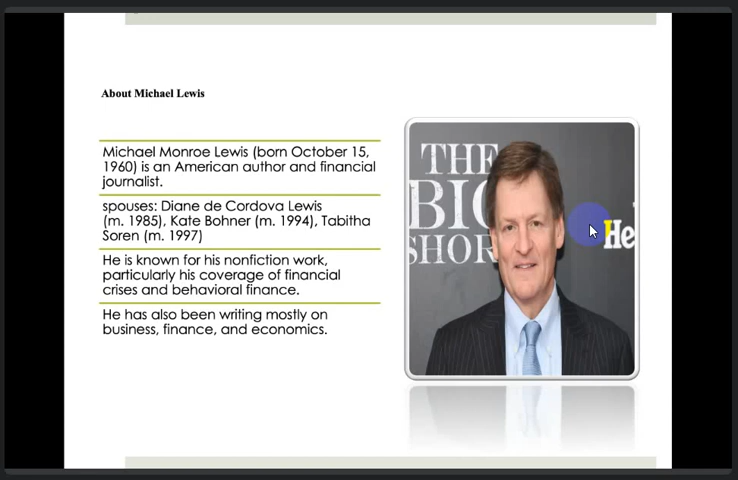 About Michael Lewis
Michael Monroe Lewis (born October 15,
1960) is an American author and financial
journalist.
spouses: Diane de Cordova Lewis
(m. 1985), Kate Bohner (m. 1994), Tabitha
Soren (m. 1997)
He is known for his nonfiction work,
particularly his coverage of financial
crises and behavioral finance.
He has also been writing mostly on
business, finance, and economics.
THE
BIG
SHOR
He